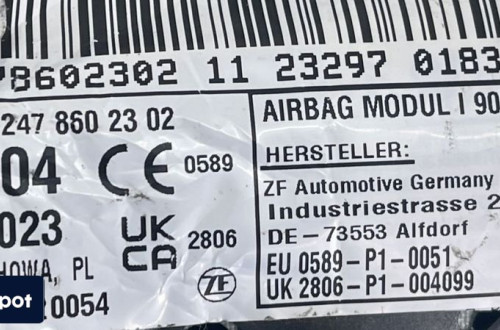 78602302 11 23297 0183
247 860 23 02
04 CE 0589
023 UK CA 2806
HOWA, PL
0054
pot
AIRBAG MODUL I 90
HERSTELLER:
ZF Automotive Germany
Industriestrasse 2
DE-73553 Alfdorf
EU 0589-P1-0051
UK 2806-P1-004099
ZF